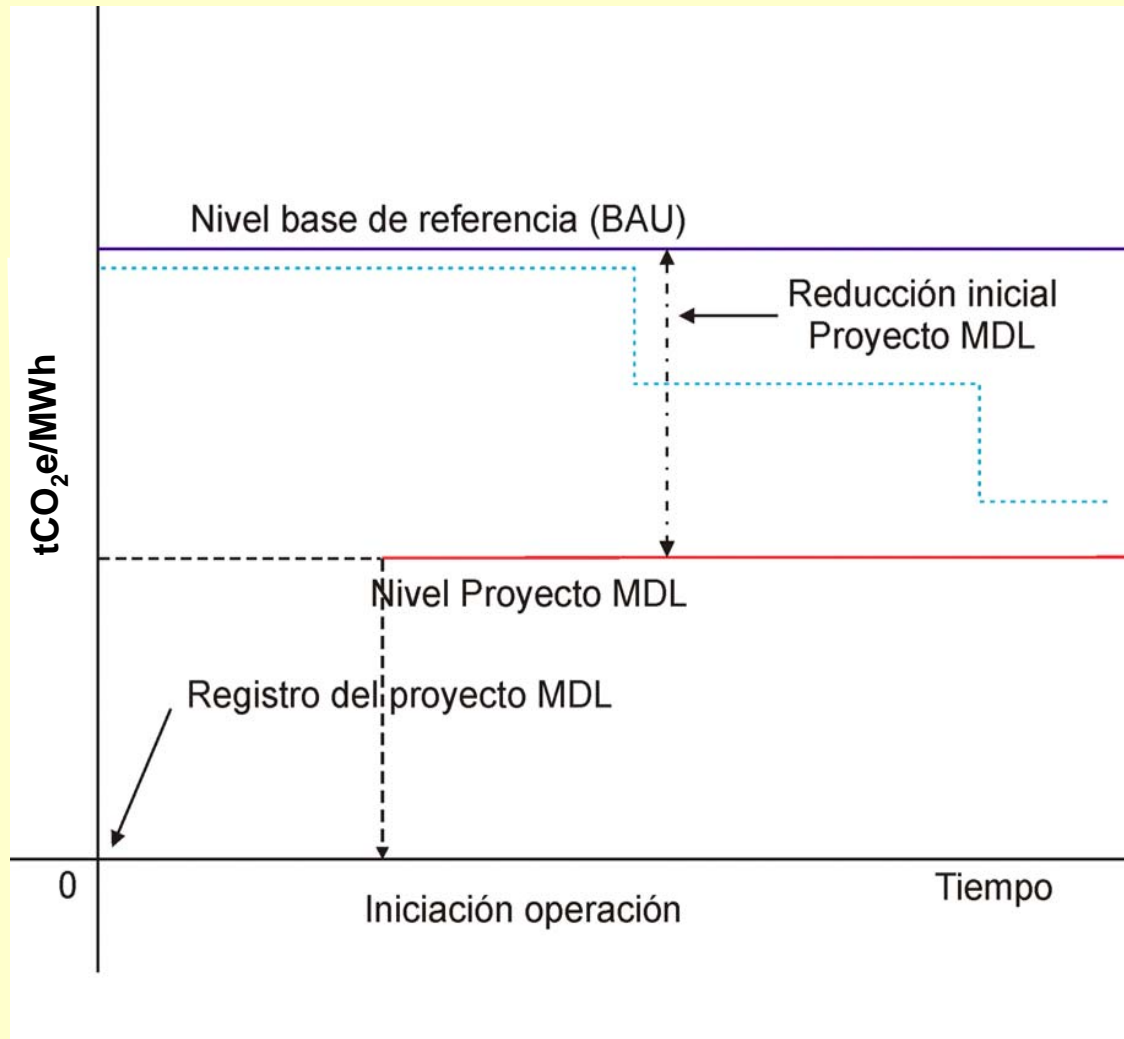 Nivel base de referencia (BAU)
Reducción inicial
Proyecto MDL
tCO₂e/MWh
Nivel Proyecto MDL
Registro del proyecto MDL
0
Tiempo
Iniciación operación